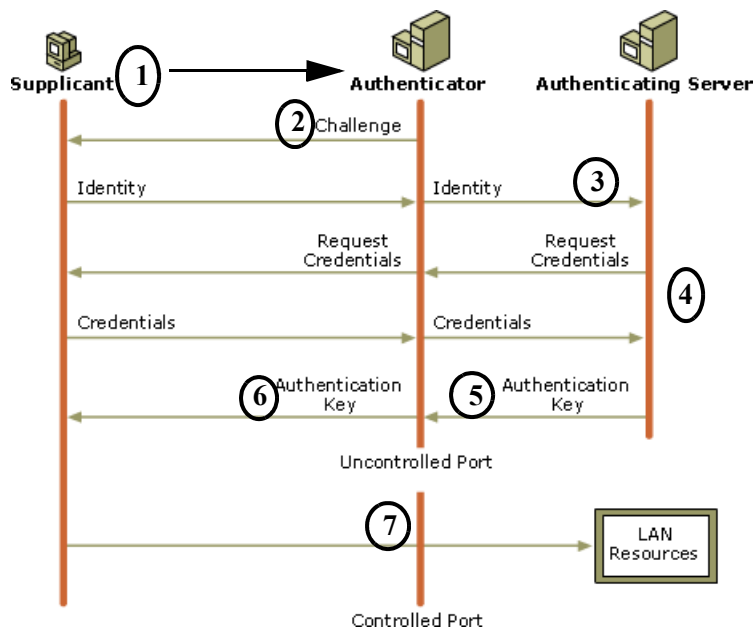 Supplicant
1
Authenticator
Authenticating Server
2
Challenge
Identity
Identity
3
Request
Credentials
Request
Credentials
4
Credentials
Credentials
6
Authentication
Key
5
Authentication
Key
Uncontrolled Port
7
LAN
Resources
Controlled Port